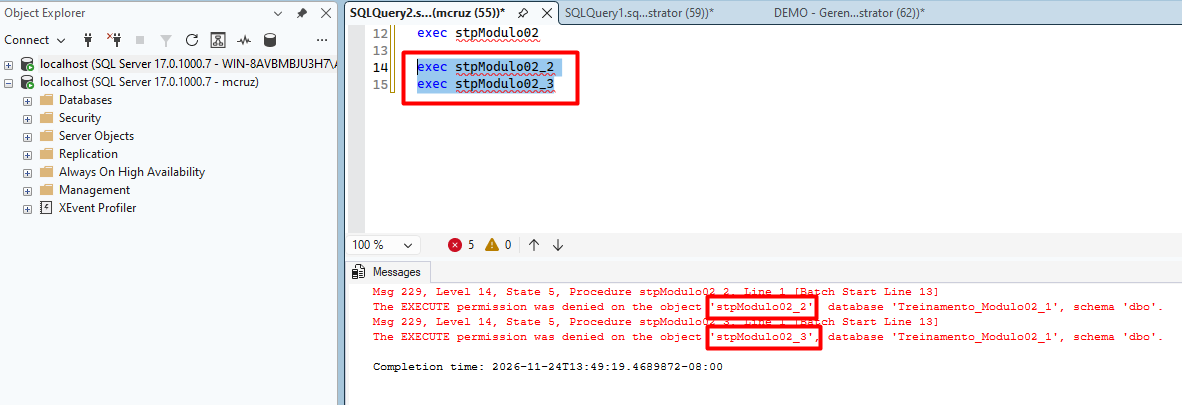 Object Explorer
Connect
localhost (SQL Server 17.0.1000.7 - WIN-8AVBMBJU3H7\A
localhost (SQL Server 17.0.1000.7 - mcruz)
Databases
Security
Server Objects
Replication
Always On High Availability
Management
XEvent Profiler
SQLQuery2.s...(mcruz (55))* SQLQuery1.sq...strator (59))* DEMO - Geren...strator (62))*
12 exec stpModulo02
13
14 exec stpModulo02_2
15 exec stpModulo02_3
100 % 5 0
Messages
Msg 229, Level 14, State 5, Procedure stpModulo02_2, Line 1 [Batch Start Line 13]
The EXECUTE permission was denied on the object 'stpModulo02_2', database 'Treinamento_Modulo02_1', schema 'dbo'.
Msg 229, Level 14, State 5, Procedure stpModulo02_3, Line 1 [Batch Start Line 13]
The EXECUTE permission was denied on the object 'stpModulo02_3', database 'Treinamento_Modulo02_1', schema 'dbo'.
Completion time: 2026-11-24T13:49:19.4689872-08:00